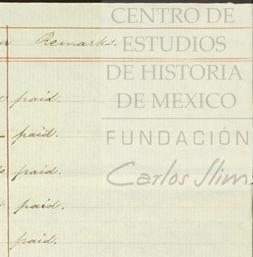 CENTRO DE
ESTUDIOS
DE HISTORIA
DE MEXICO
FUNDACIÓN
Carlos Slim
Remarks.
paid.
paid.
paid.
paid.
paid.